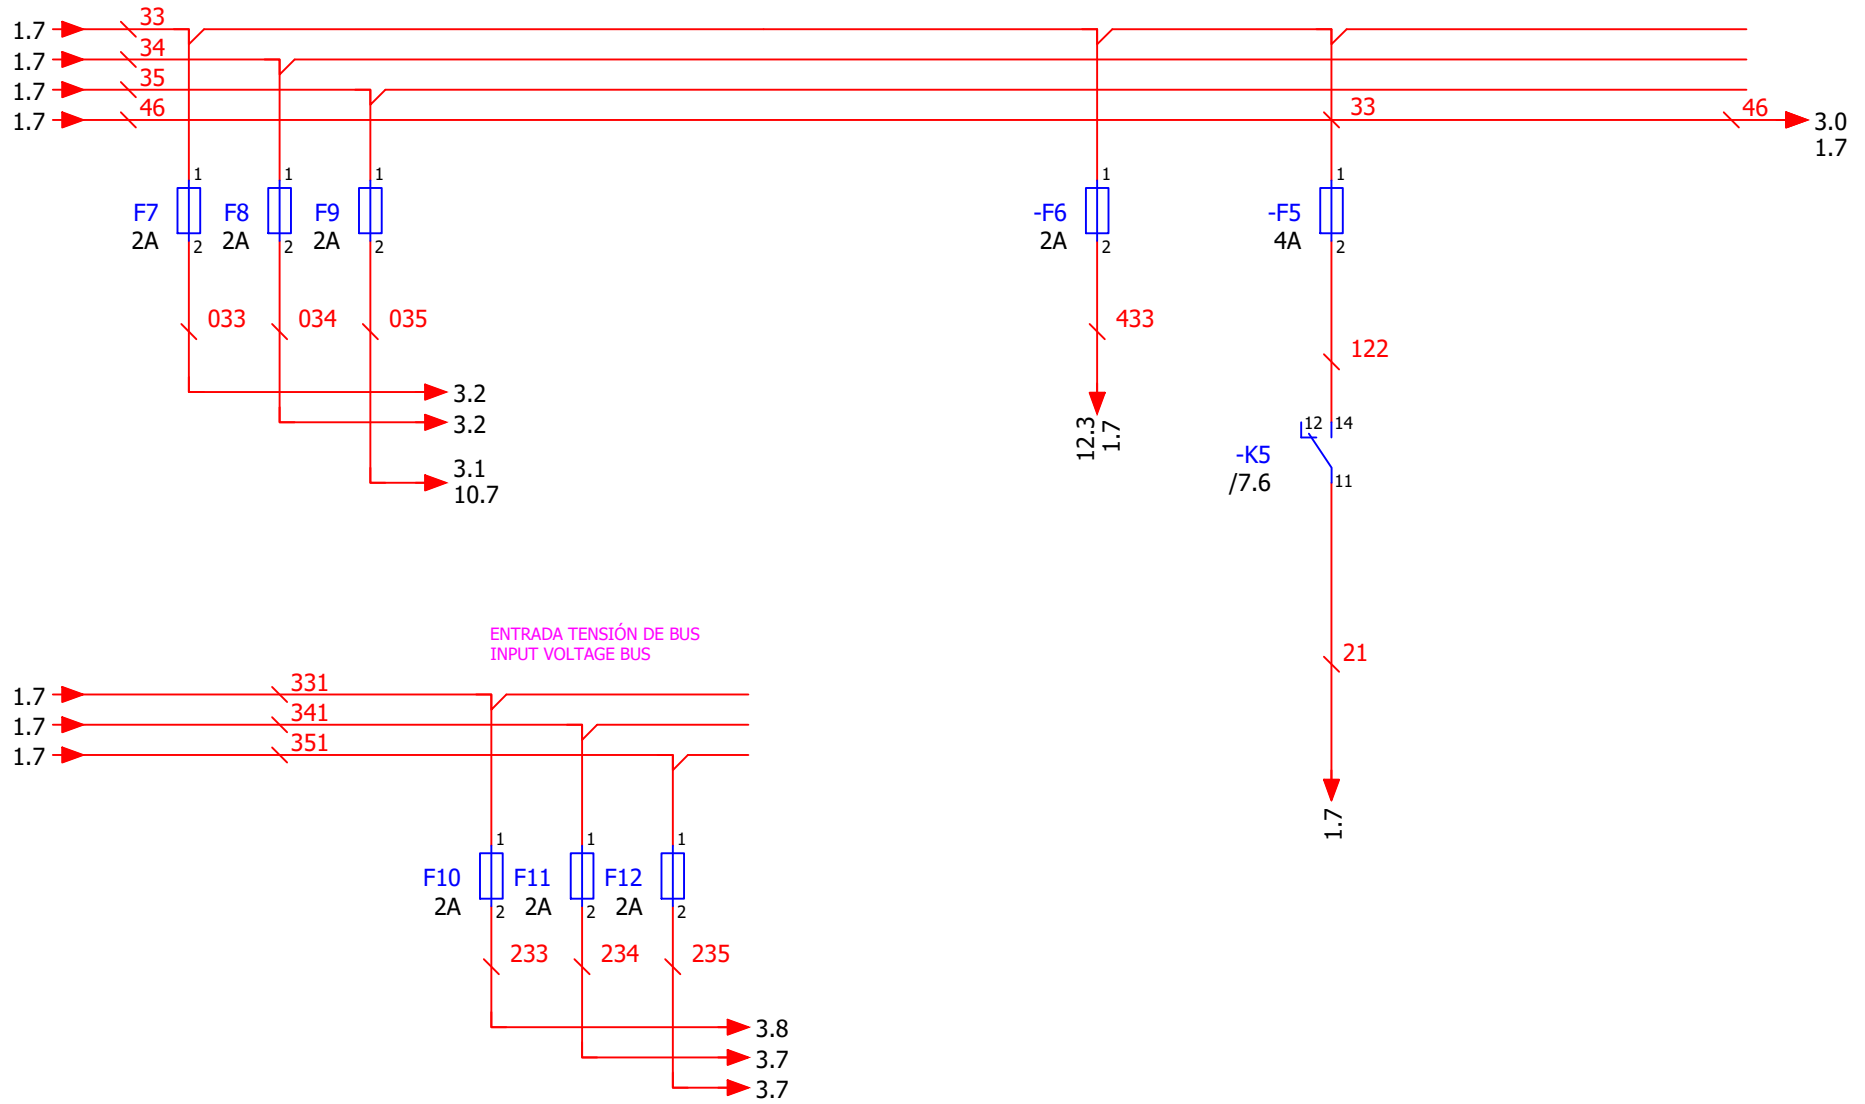 1.7 33
1.7 34
1.7 35
1.7 46 33 46 3.0
1.7
1 1 1 1 1
F7 F8 F9 -F6 -F5
2A 2A 2A 2A 4A
2 2 2 2 2
033 034 035 433
122
3.2
3.2
12.3
1.7
12 14
-K5
/7.6
11
3.1
10.7
ENTRADA TENSIÓN DE BUS
INPUT VOLTAGE BUS
21
1.7 331
1.7 341
1.7 351
1.7
1 1 1
F10 F11 F12
2A 2A 2A
2 2 2
233 234 235
3.8
3.7
3.7